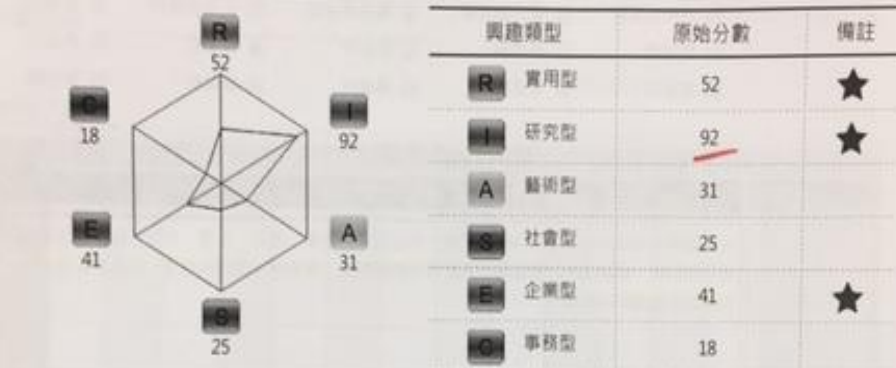 R
52
C
18
I
92
E
41
A
31
S
25
興趣類型 原始分數 備註
R 實用型 52 ★
I 研究型 92 ★
A 藝術型 31
S 社會型 25
E 企業型 41 ★
C 事務型 18